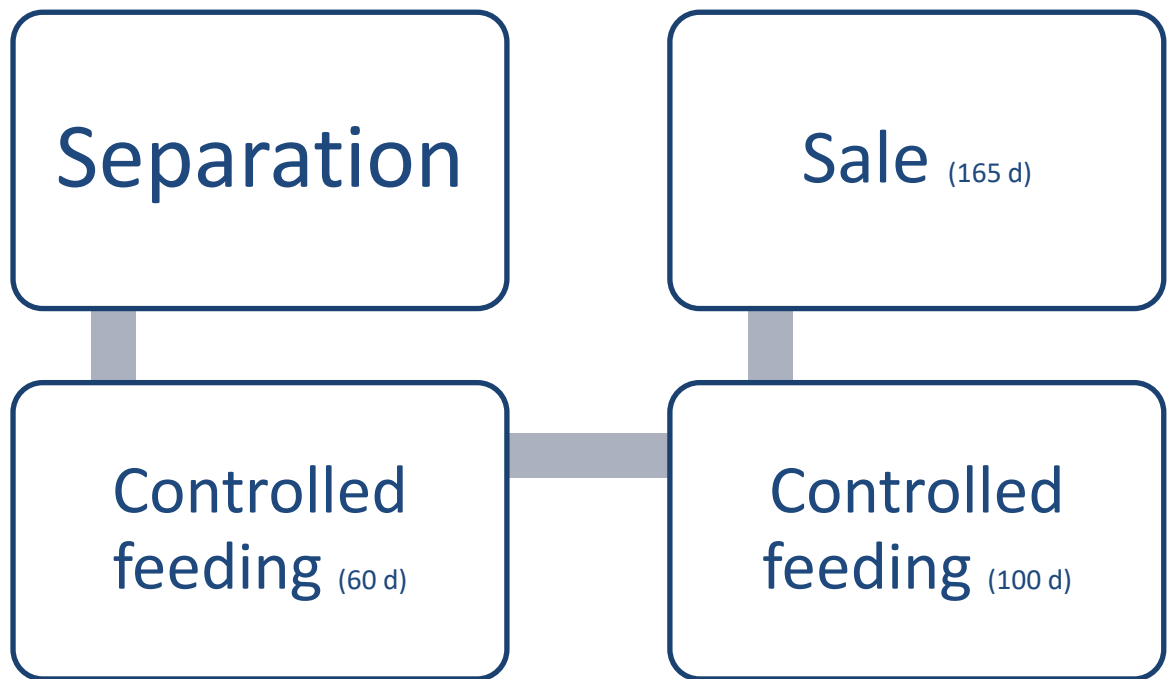 Separation
Controlled
feeding (60 d)
Controlled
feeding (100 d)
Sale (165 d)